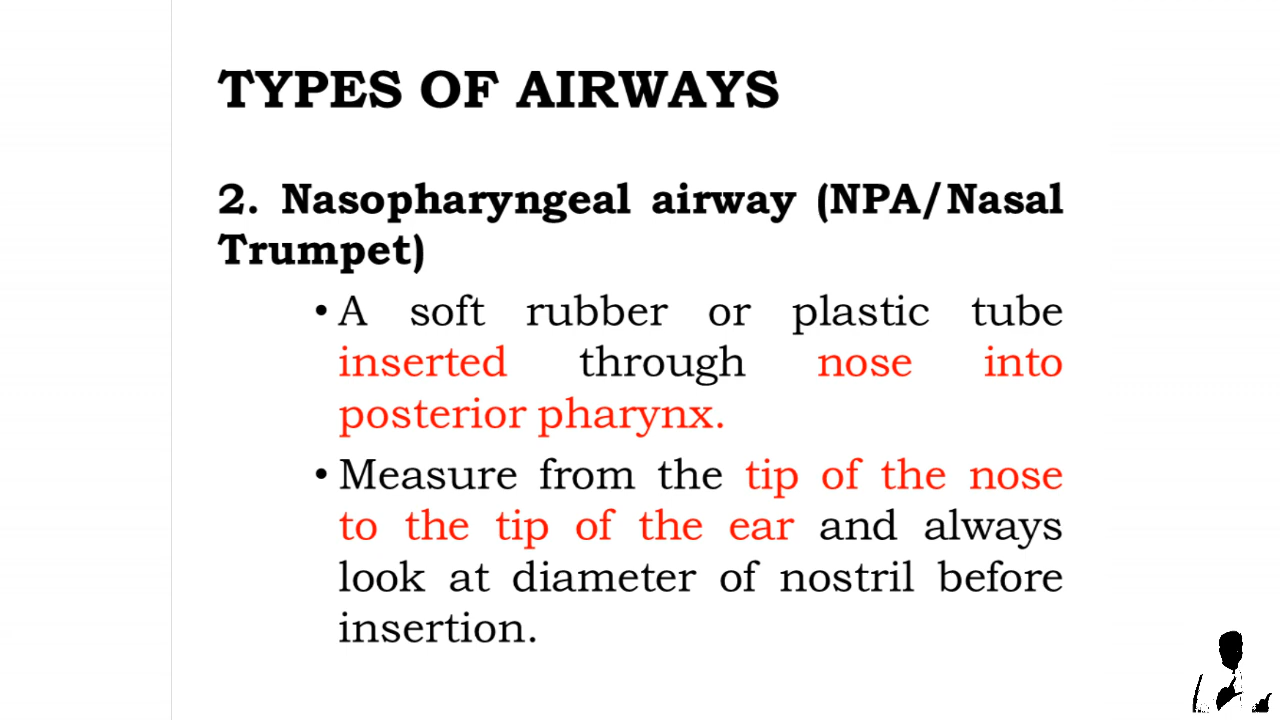 TYPES OF AIRWAYS
2. Nasopharyngeal airway (NPA/Nasal
Trumpet)
• A soft rubber or plastic tube
inserted through nose into
posterior pharynx.
• Measure from the tip of the nose
to the tip of the ear and always
look at diameter of nostril before
insertion.